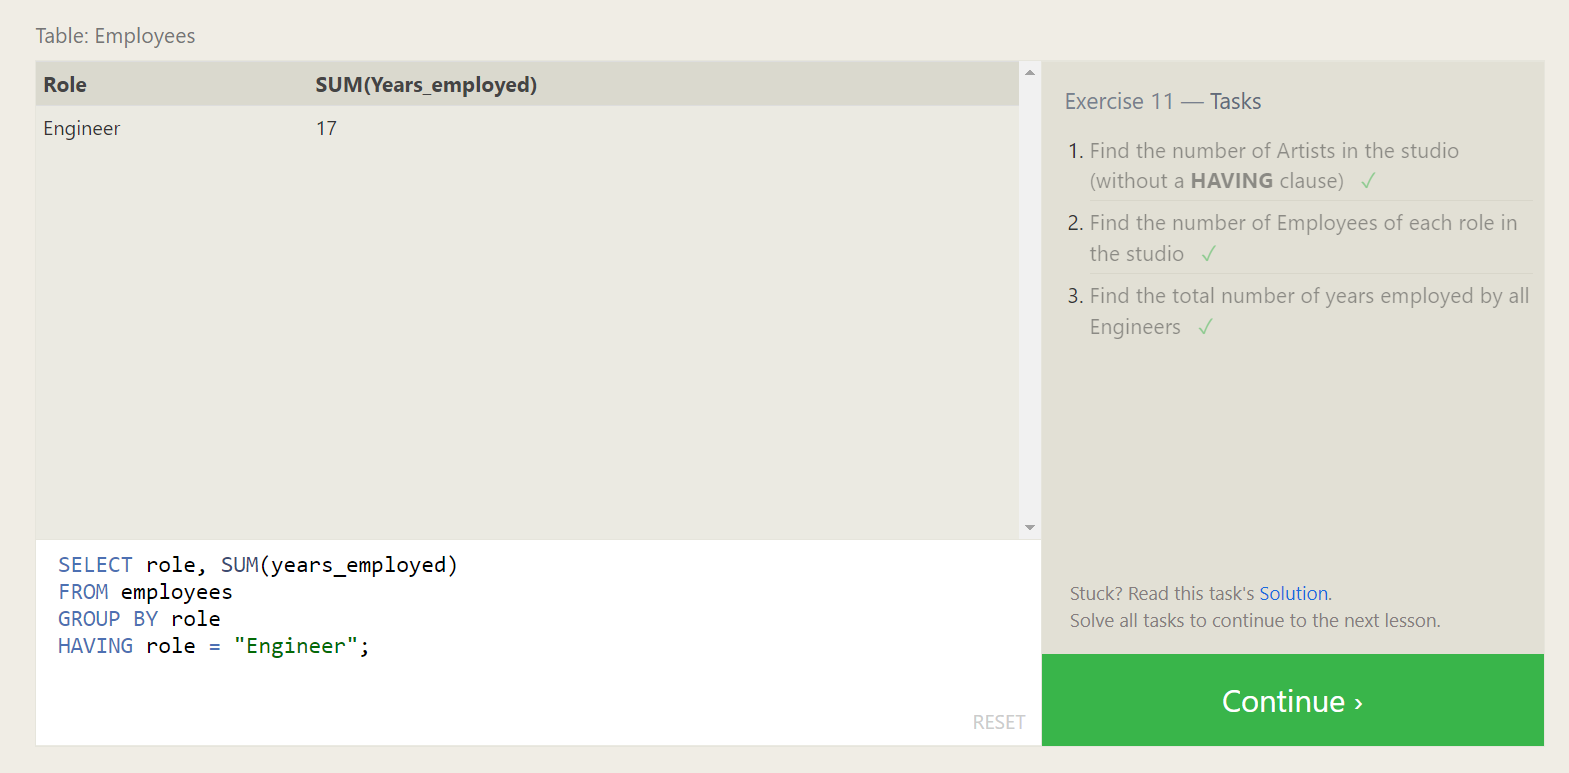 Table: Employees
Role SUM(Years_employed)
Engineer 17
SELECT role, SUM(years_employed)
FROM employees
GROUP BY role
HAVING role = "Engineer";
RESET
Exercise 11 — Tasks
1. Find the number of Artists in the studio
(without a HAVING clause) ✓
2. Find the number of Employees of each role in
the studio ✓
3. Find the total number of years employed by all
Engineers ✓
Stuck? Read this task's Solution.
Solve all tasks to continue to the next lesson.
Continue ›